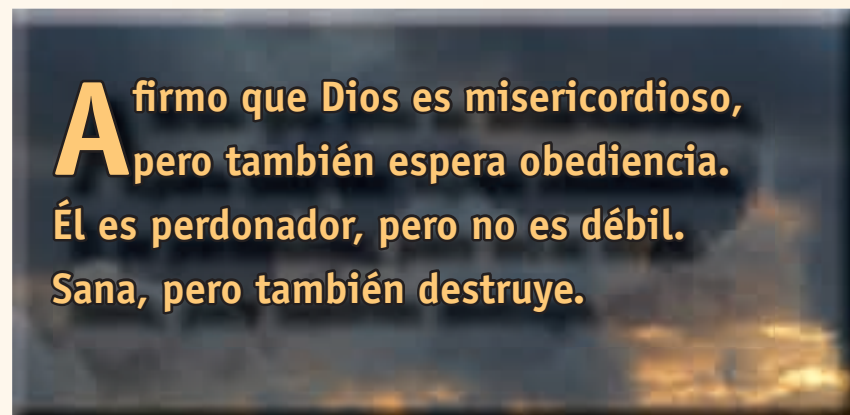 Afirmo que Dios es misericordioso,
pero también espera obediencia.
Él es perdonador, pero no es débil.
Sana, pero también destruye.